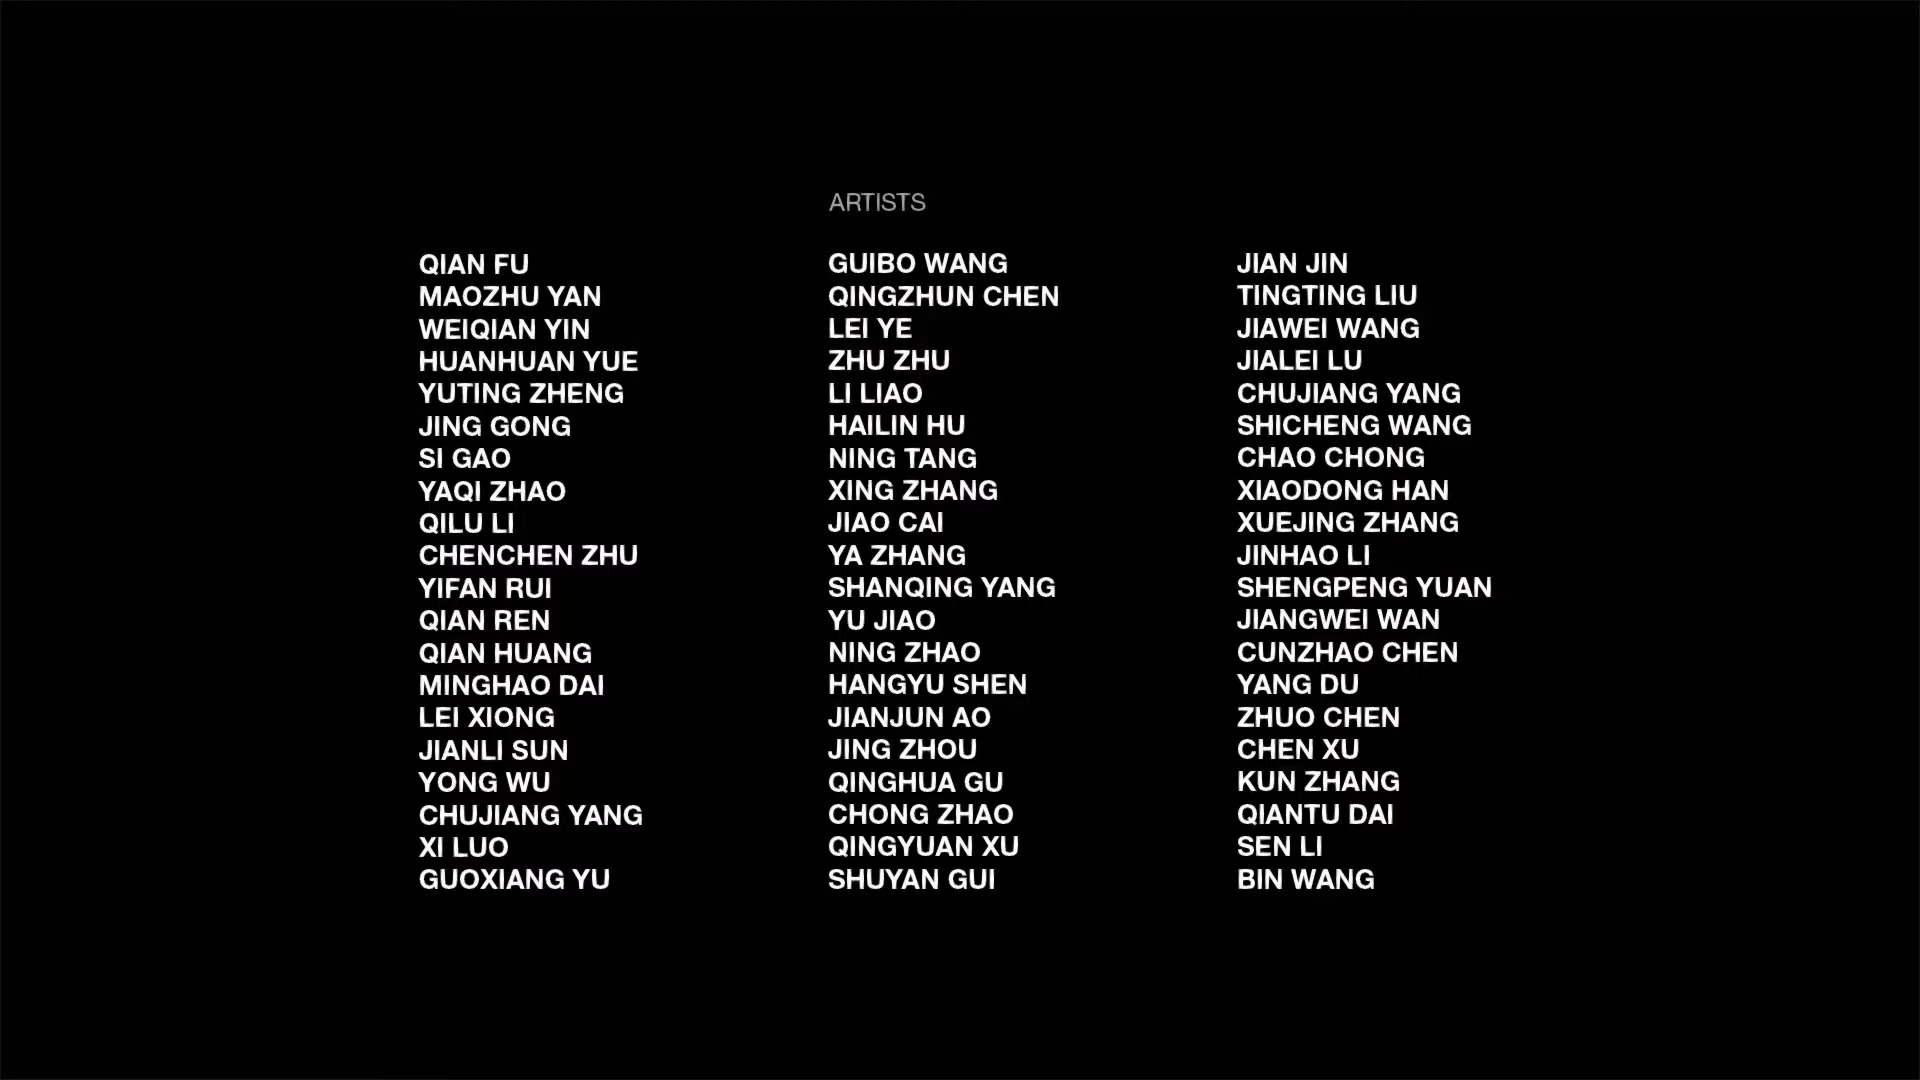 ARTISTS
QIAN FU
MAOZHU YAN
WEIQIAN YIN
HUANHUAN YUE
YUTING ZHENG
JING GONG
SI GAO
YAQI ZHAO
QILU LI
CHENCHEN ZHU
YIFAN RUI
QIAN REN
QIAN HUANG
MINGHAO DAI
LEI XIONG
JIANLI SUN
YONG WU
CHUJIANG YANG
XI LUO
GUOXIANG YU
GUIBO WANG
QINGZHUN CHEN
LEI YE
ZHU ZHU
LI LIAO
HAILIN HU
NING TANG
XING ZHANG
JIAO CAI
YA ZHANG
SHANQING YANG
YU JIAO
NING ZHAO
HANGYU SHEN
JIANJUN AO
JING ZHOU
QINGHUA GU
CHONG ZHAO
QINGYUAN XU
SHUYAN GUI
JIAN JIN
TINGTING LIU
JIAWEI WANG
JIALEI LU
CHUJIANG YANG
SHICHENG WANG
CHAO CHONG
XIAODONG HAN
XUEJING ZHANG
JINHAO LI
SHENGPENG YUAN
JIANGWEI WAN
CUNZHAO CHEN
YANG DU
ZHUO CHEN
CHEN XU
KUN ZHANG
QIANTU DAI
SEN LI
BIN WANG